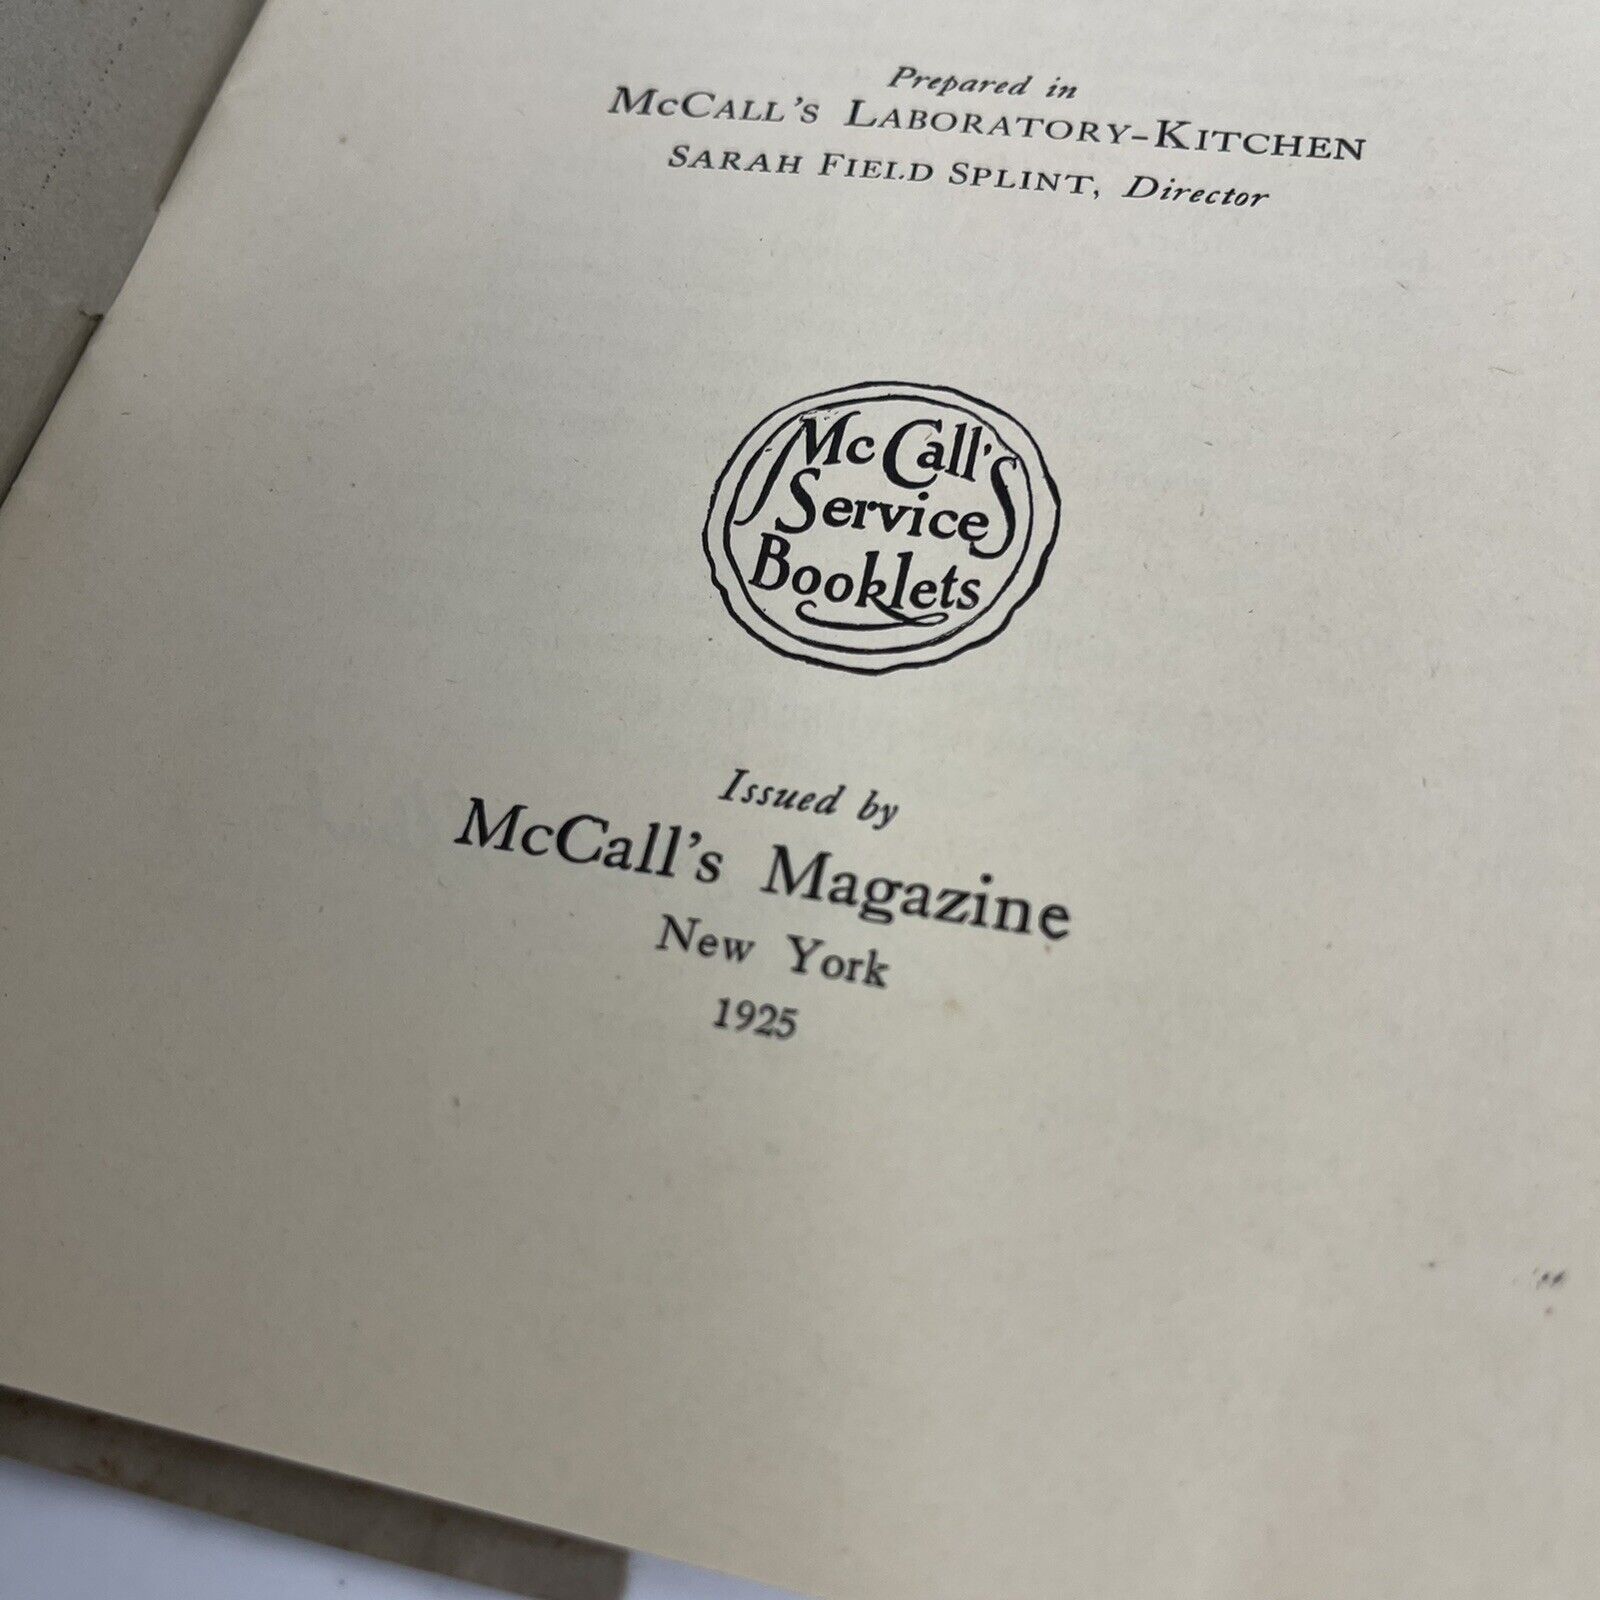 Prepared in
McCall's Laboratory-Kitchen
Sarah Field Splint, Director
McCall's
Service
Booklets
Issued by
McCall's Magazine
New York
1925